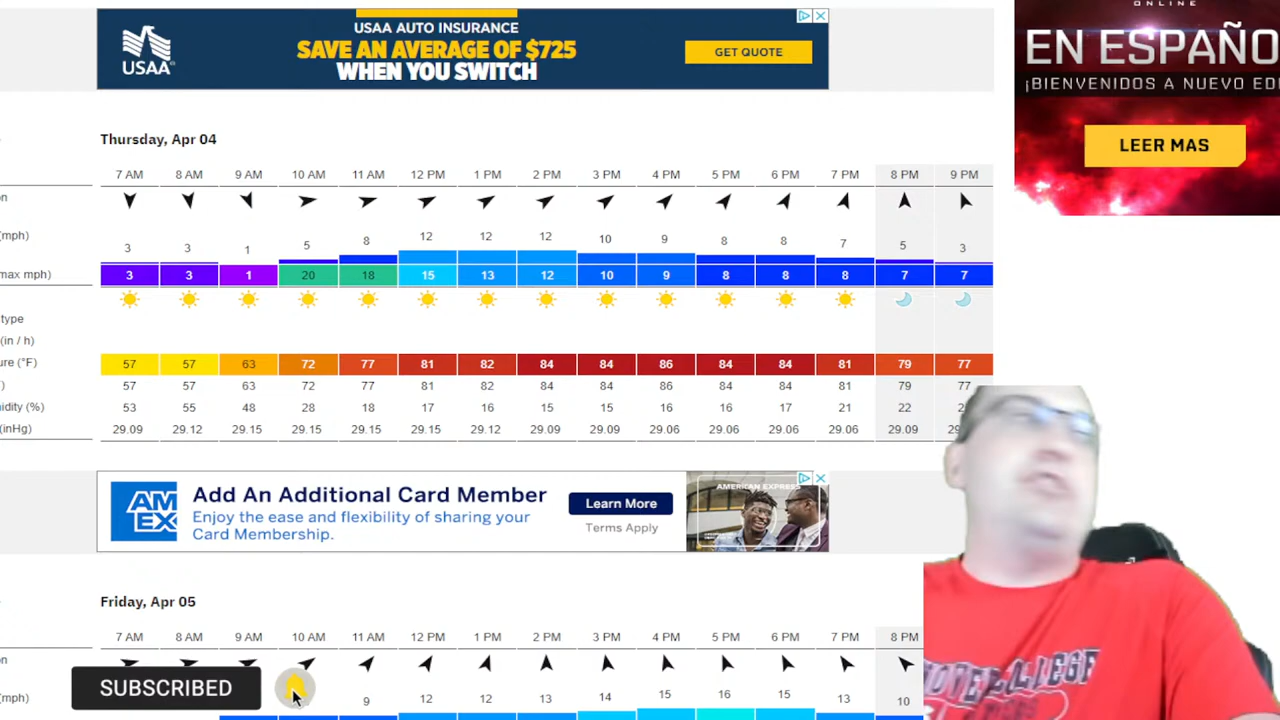 USAA AUTO INSURANCE
SAVE AN AVERAGE OF $725
WHEN YOU SWITCH
USAA
GET QUOTE
ONLINE
EN ESPAÑO
¡BIENVENIDOS A NUEVO EDI
LEER MAS
Thursday, Apr 04
7 AM 8 AM 9 AM 10 AM 11 AM 12 PM 1 PM 2 PM 3 PM 4 PM 5 PM 6 PM 7 PM 8 PM 9 PM
on
(mph) 3 3 1 5 8 12 12 12 10 9 8 8 7 5 3
max mph) 3 3 1 20 18 15 13 12 10 9 8 8 8 7 7
type
(in / h)
ure (°F) 57 57 63 72 77 81 82 84 84 86 84 84 81 79 77
) 57 57 63 72 77 81 82 84 84 86 84 84 81 79 77
idity (%) 53 55 48 28 18 17 16 15 15 16 16 17 21 22 2
(inHg) 29.09 29.12 29.15 29.15 29.15 29.15 29.12 29.09 29.09 29.06 29.06 29.06 29.06 29.09 29.
AM
EX
Add An Additional Card Member
Enjoy the ease and flexibility of sharing your
Card Membership.
Learn More
Terms Apply
AMERICAN EXPRESS
Friday, Apr 05
7 AM 8 AM 9 AM 10 AM 11 AM 12 PM 1 PM 2 PM 3 PM 4 PM 5 PM 6 PM 7 PM 8 PM
on
(mph) 9 12 12 13 14 15 16 15 13 10
SUBSCRIBED